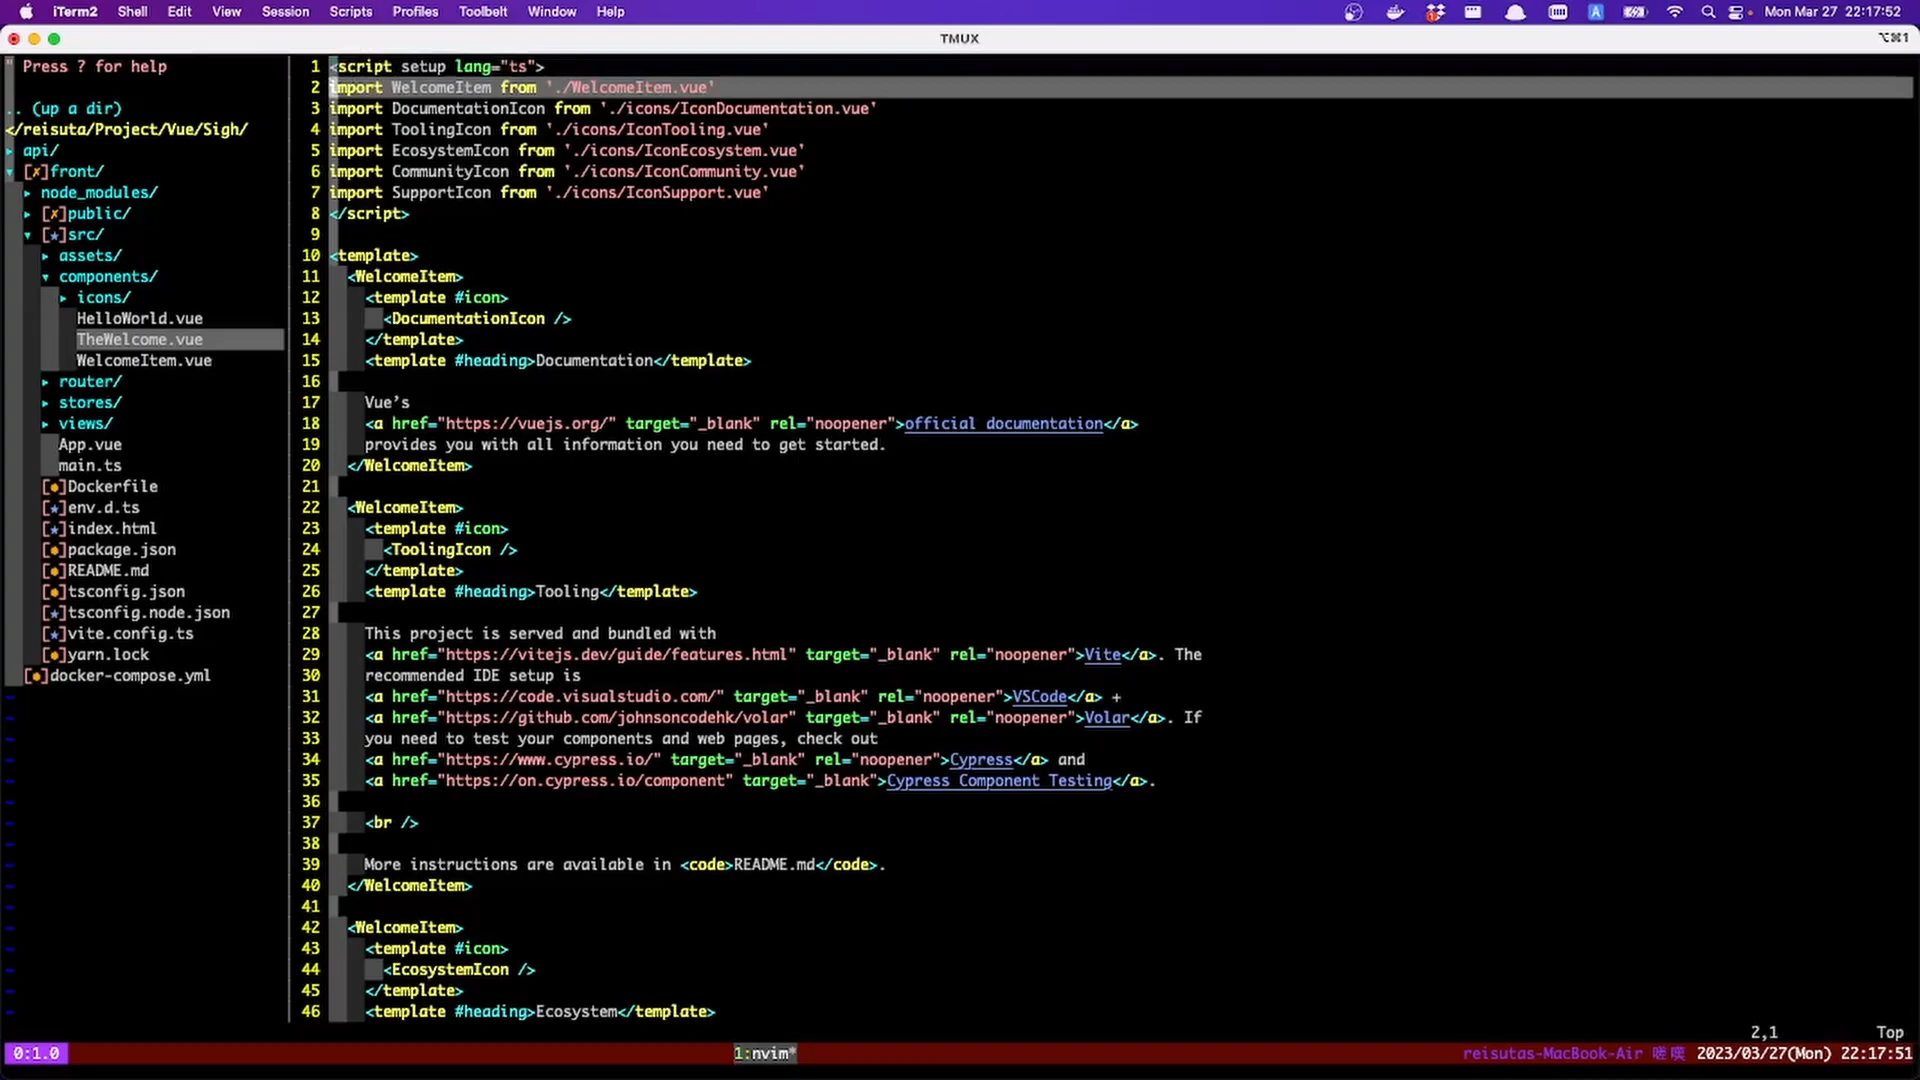 iTerm2 Shell Edit View Session Scripts Profiles Toolbelt Window Help A Mon Mar 27 22:17:52
TMUX ⌥⌘1
" Press ? for help
.. (up a dir)
</reisuta/Project/Vue/Sigh/
▸ api/
▾ [✗]front/
▸ node_modules/
▸ [✗]public/
▾ [★]src/
▸ assets/
▾ components/
▸ icons/
HelloWorld.vue
TheWelcome.vue
WelcomeItem.vue
▸ router/
▸ stores/
▸ views/
App.vue
main.ts
[✹]Dockerfile
[★]env.d.ts
[★]index.html
[✹]package.json
[✹]README.md
[✹]tsconfig.json
[★]tsconfig.node.json
[★]vite.config.ts
[✹]yarn.lock
[✹]docker-compose.yml
1 <script setup lang="ts">
2 import WelcomeItem from './WelcomeItem.vue'
3 import DocumentationIcon from './icons/IconDocumentation.vue'
4 import ToolingIcon from './icons/IconTooling.vue'
5 import EcosystemIcon from './icons/IconEcosystem.vue'
6 import CommunityIcon from './icons/IconCommunity.vue'
7 import SupportIcon from './icons/IconSupport.vue'
8 </script>
9
10 <template>
11 <WelcomeItem>
12 <template #icon>
13 <DocumentationIcon />
14 </template>
15 <template #heading>Documentation</template>
16
17 Vue’s
18 <a href="https://vuejs.org/" target="_blank" rel="noopener">official documentation</a>
19 provides you with all information you need to get started.
20 </WelcomeItem>
21
22 <WelcomeItem>
23 <template #icon>
24 <ToolingIcon />
25 </template>
26 <template #heading>Tooling</template>
27
28 This project is served and bundled with
29 <a href="https://vitejs.dev/guide/features.html" target="_blank" rel="noopener">Vite</a>. The
30 recommended IDE setup is
31 <a href="https://code.visualstudio.com/" target="_blank" rel="noopener">VSCode</a> +
32 <a href="https://github.com/johnsoncodehk/volar" target="_blank" rel="noopener">Volar</a>. If
33 you need to test your components and web pages, check out
34 <a href="https://www.cypress.io/" target="_blank" rel="noopener">Cypress</a> and
35 <a href="https://on.cypress.io/component" target="_blank">Cypress Component Testing</a>.
36
37 <br />
38
39 More instructions are available in <code>README.md</code>.
40 </WelcomeItem>
41
42 <WelcomeItem>
43 <template #icon>
44 <EcosystemIcon />
45 </template>
46 <template #heading>Ecosystem</template>
2,1 Top
0:1.0 1:nvim* reisutas-MacBook-Air 2023/03/27(Mon) 22:17:51